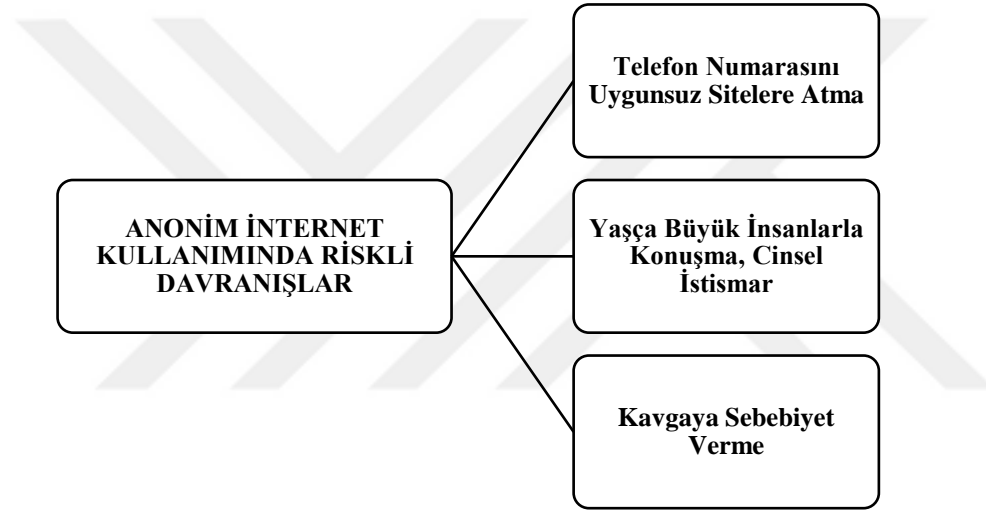 ANONİM İNTERNET
KULLANIMINDA RİSKLİ
DAVRANIŞLAR
Telefon Numarasını
Uygunsuz Sitelere Atma
Yaşça Büyük İnsanlarla
Konuşma, Cinsel
İstismar
Kavgaya Sebebiyet
Verme